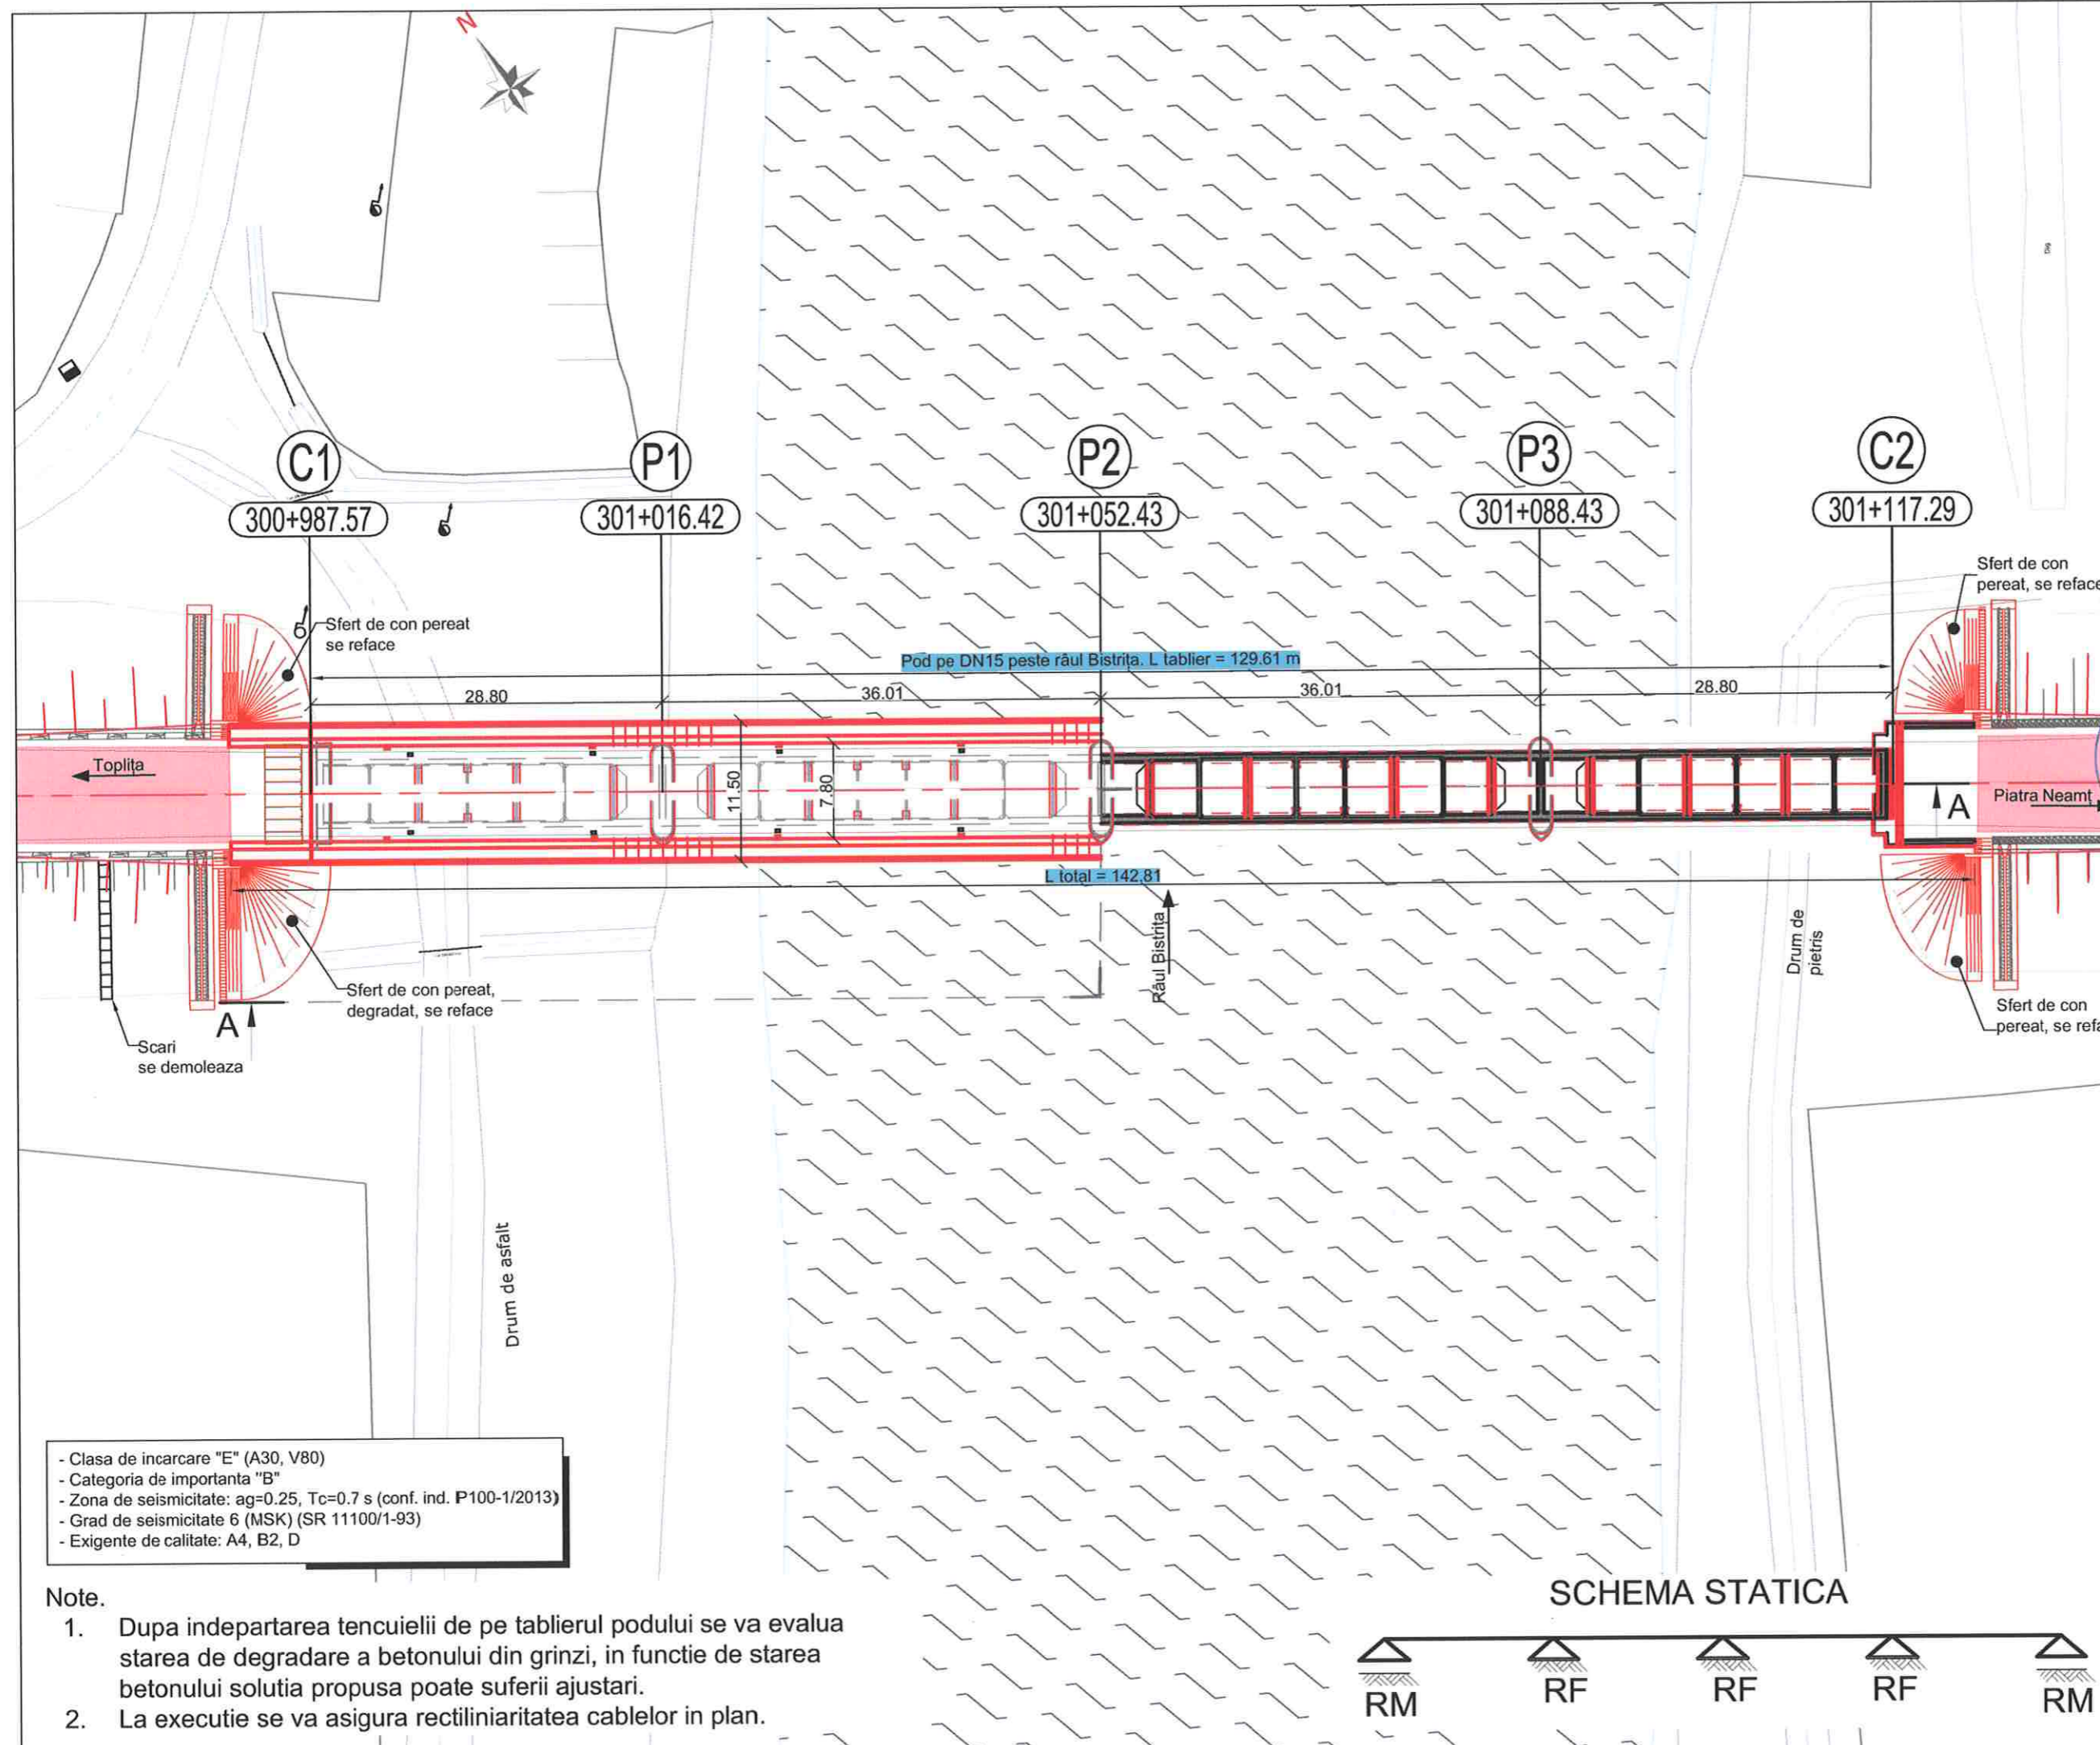 N
C1
P1
P2
P3
C2
300+987.57
301+016.42
301+052.43
301+088.43
301+117.29
Sfert de con
pereat, se reface
Sfert de con pereat
se reface
Pod pe DN15 peste râul Bistrița. L tablier = 129.61 m
28.80
36.01
36.01
28.80
Toplița
11.50
7.80
A
Piatra Neamt
L total = 142,81
Râul Bistrița
Drum de
pietris
Sfert de con pereat,
degradat, se reface
A
Sfert de con
pereat, se refa
Scari
se demoleaza
Drum de asfalt
- Clasa de incarcare "E" (A30, V80)
- Categoria de importanta "B"
- Zona de seismicitate: ag=0.25, Tc=0.7 s (conf. ind. P100-1/2013)
- Grad de seismicitate 6 (MSK) (SR 11100/1-93)
- Exigente de calitate: A4, B2, D
Note.
1. Dupa indepartarea tencuielii de pe tablierul podului se va evalua
starea de degradare a betonului din grinzi, in functie de starea
betonului solutia propusa poate suferii ajustari.
2. La executie se va asigura rectiliniaritatea cablelor in plan.
SCHEMA STATICA
RM
RF
RF
RF
RM